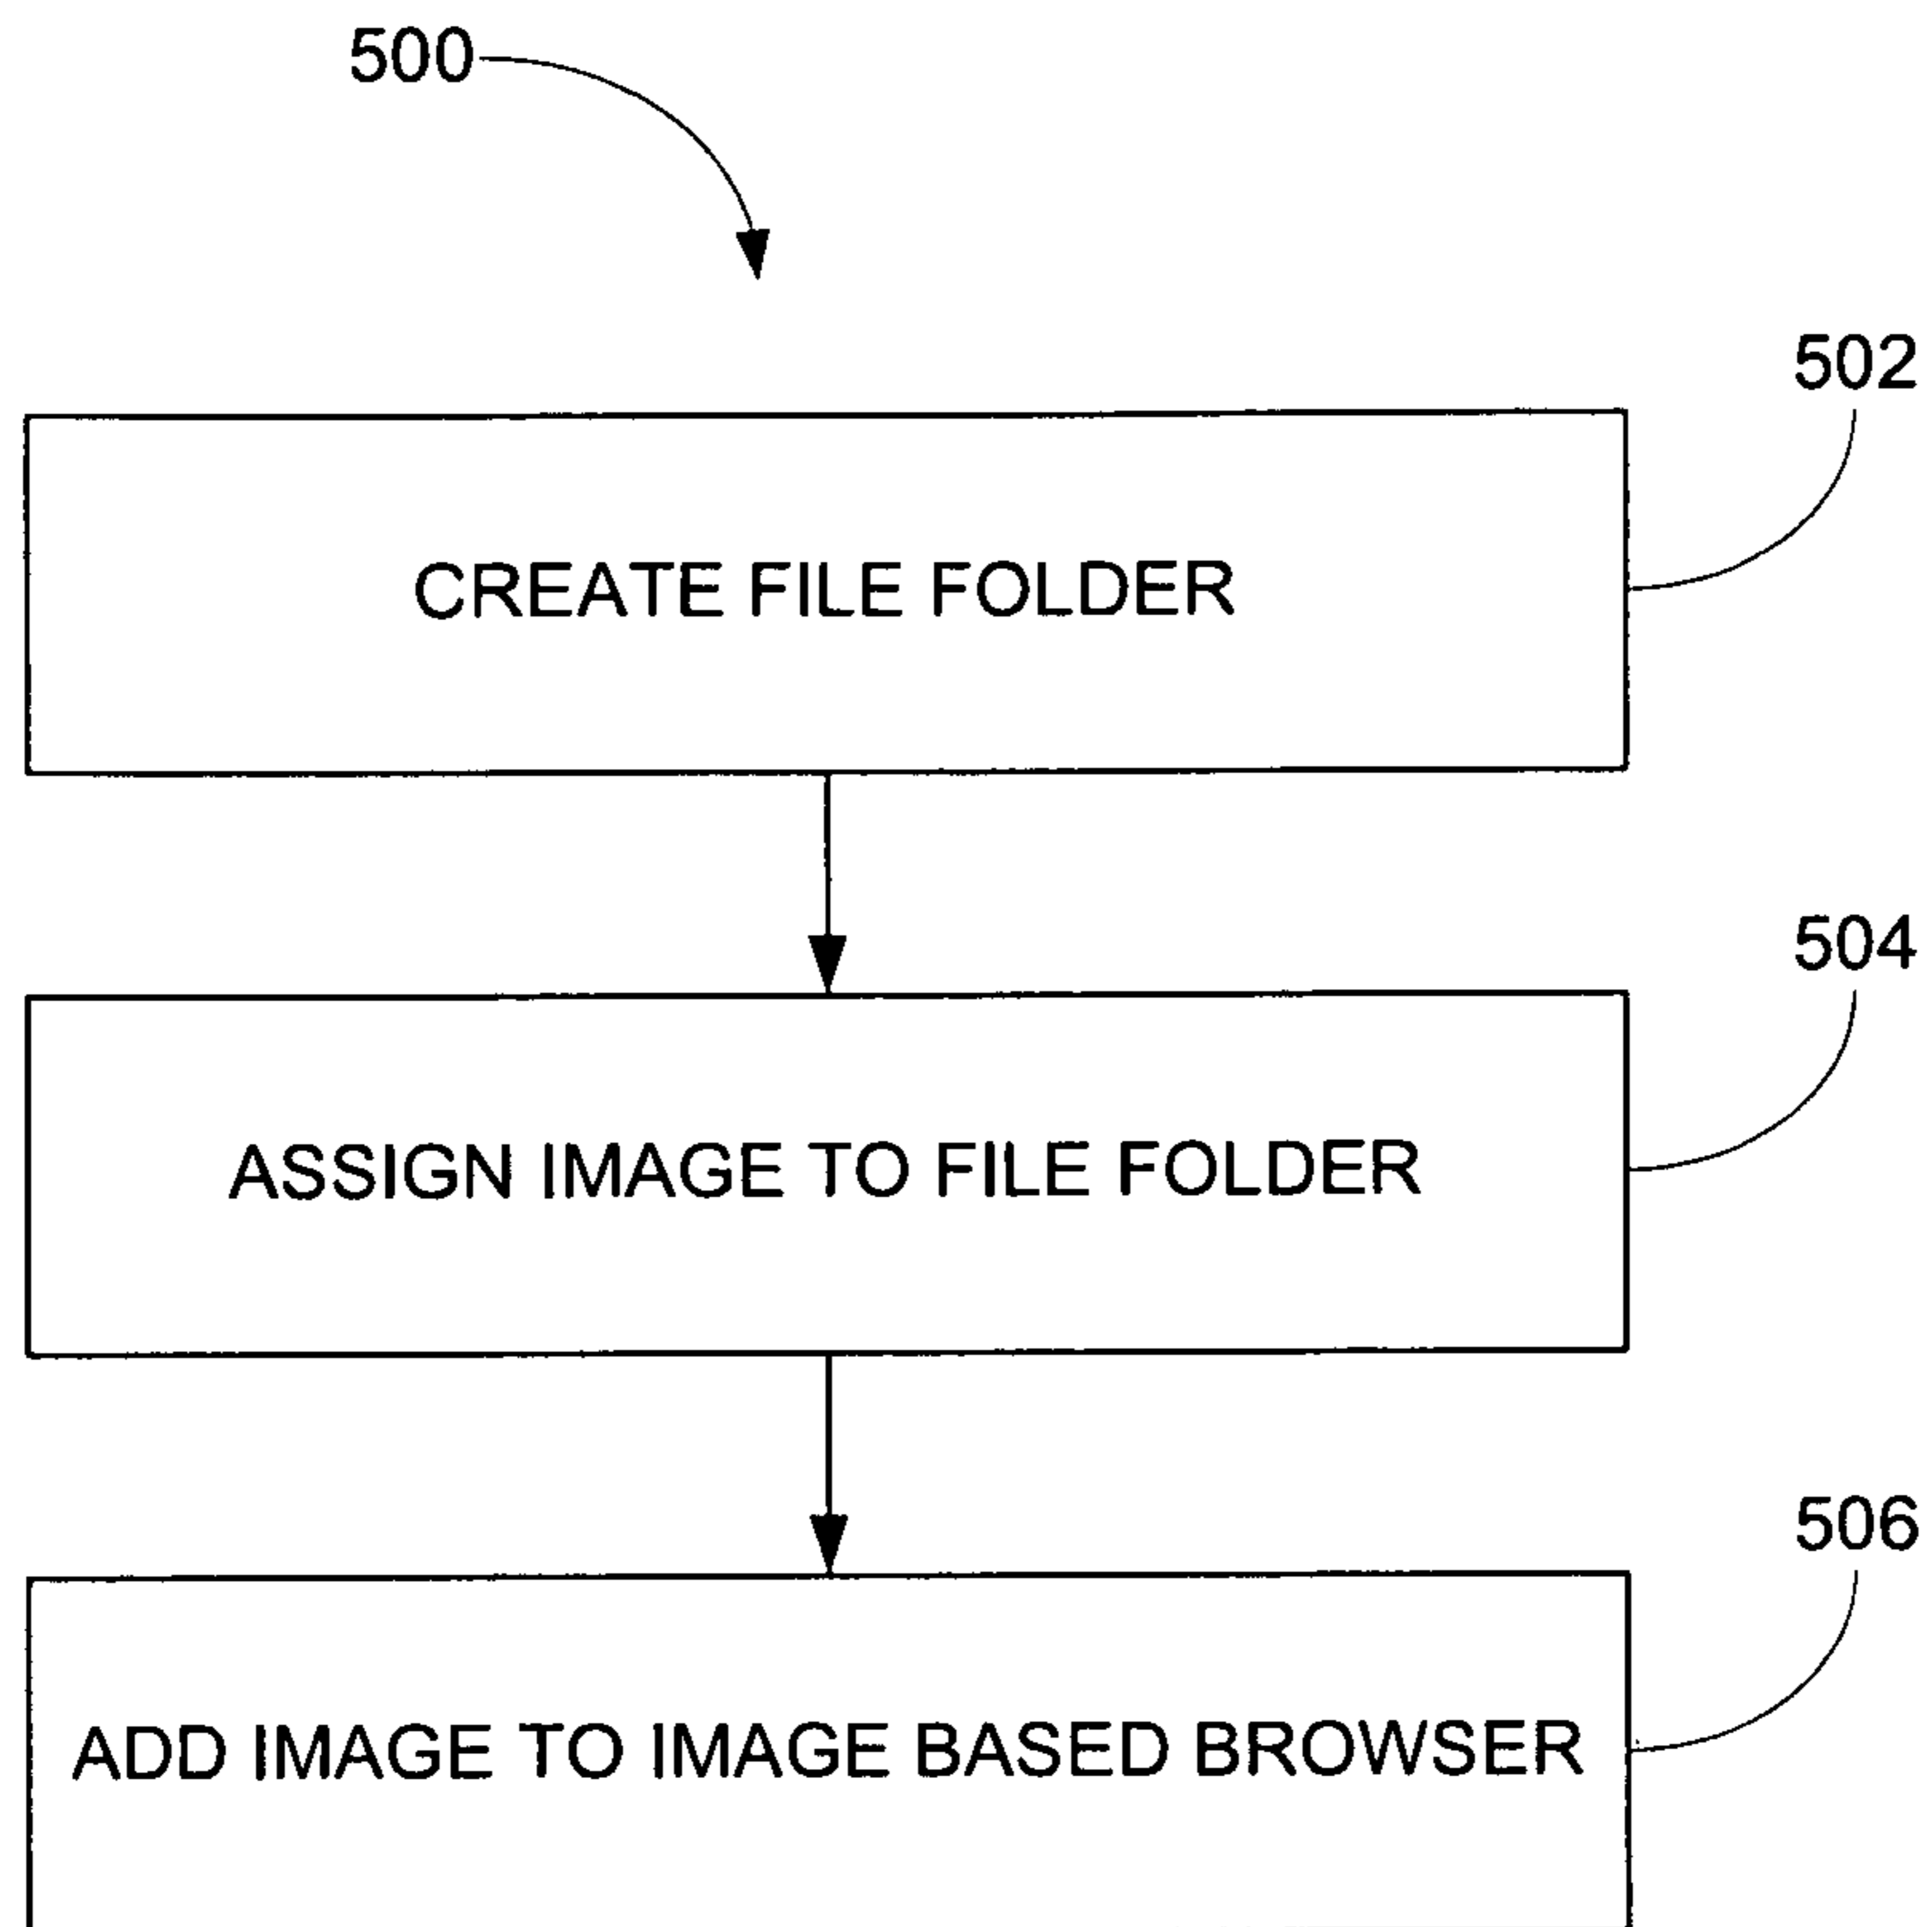 500
502
CREATE FILE FOLDER
504
ASSIGN IMAGE TO FILE FOLDER
506
ADD IMAGE TO IMAGE BASED BROWSER